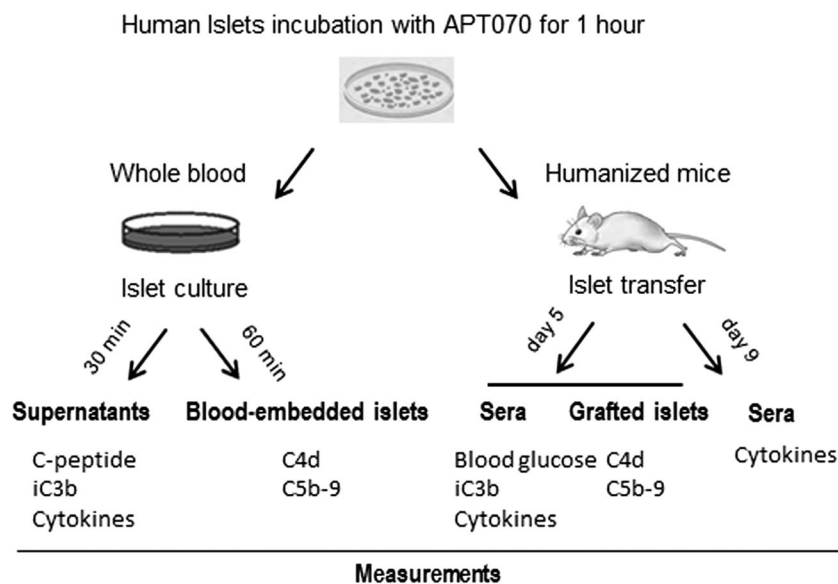 Human Islets incubation with APT070 for 1 hour
Whole blood
Humanized mice
Islet culture
Islet transfer
30 min
60 min
day 5
day 9
Supernatants
Blood-embedded islets
Sera
Grafted islets
Sera
C-peptide
iC3b
Cytokines
C4d
C5b-9
Blood glucose
iC3b
Cytokines
C4d
C5b-9
Cytokines
Measurements